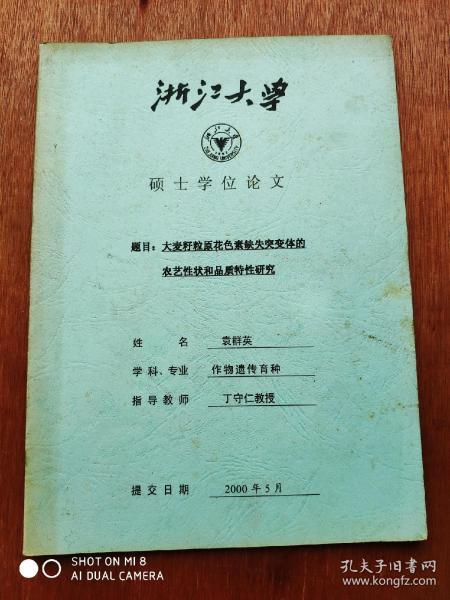 浙江大学
硕士学位论文
题目：大麦籽粒原花色素缺失突变体的
农艺性状和品质特性研究
姓 名 袁群英
学科、专业 作物遗传育种
指导教师 丁守仁教授
提交日期 2000年5月
SHOT ON MI 8
AI DUAL CAMERA
孔夫子旧书网
www.kongfz.com